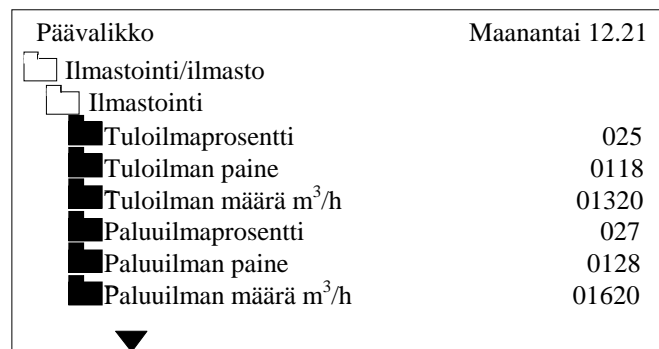 Päävalikko Maanantai 12.21
Ilmastointi/ilmasto
Ilmastointi
Tuloilmaprosentti 025
Tuloilman paine 0118
Tuloilman määrä m³/h 01320
Paluuilmaprosentti 027
Paluuilman paine 0128
Paluuilman määrä m³/h 01620